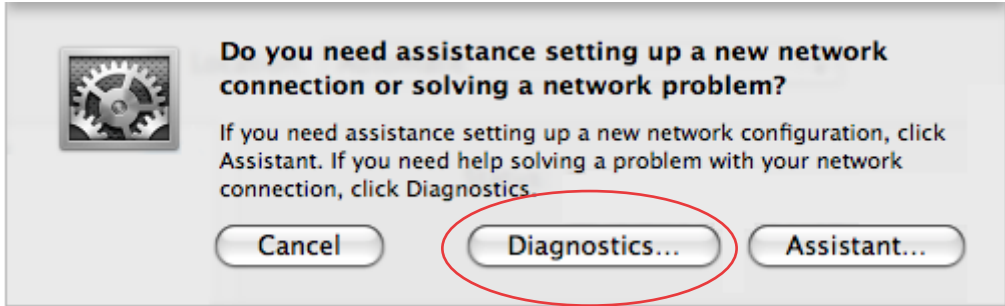 Do you need assistance setting up a new network
connection or solving a network problem?
If you need assistance setting up a new network configuration, click
Assistant. If you need help solving a problem with your network
connection, click Diagnostics.
Cancel Diagnostics... Assistant...